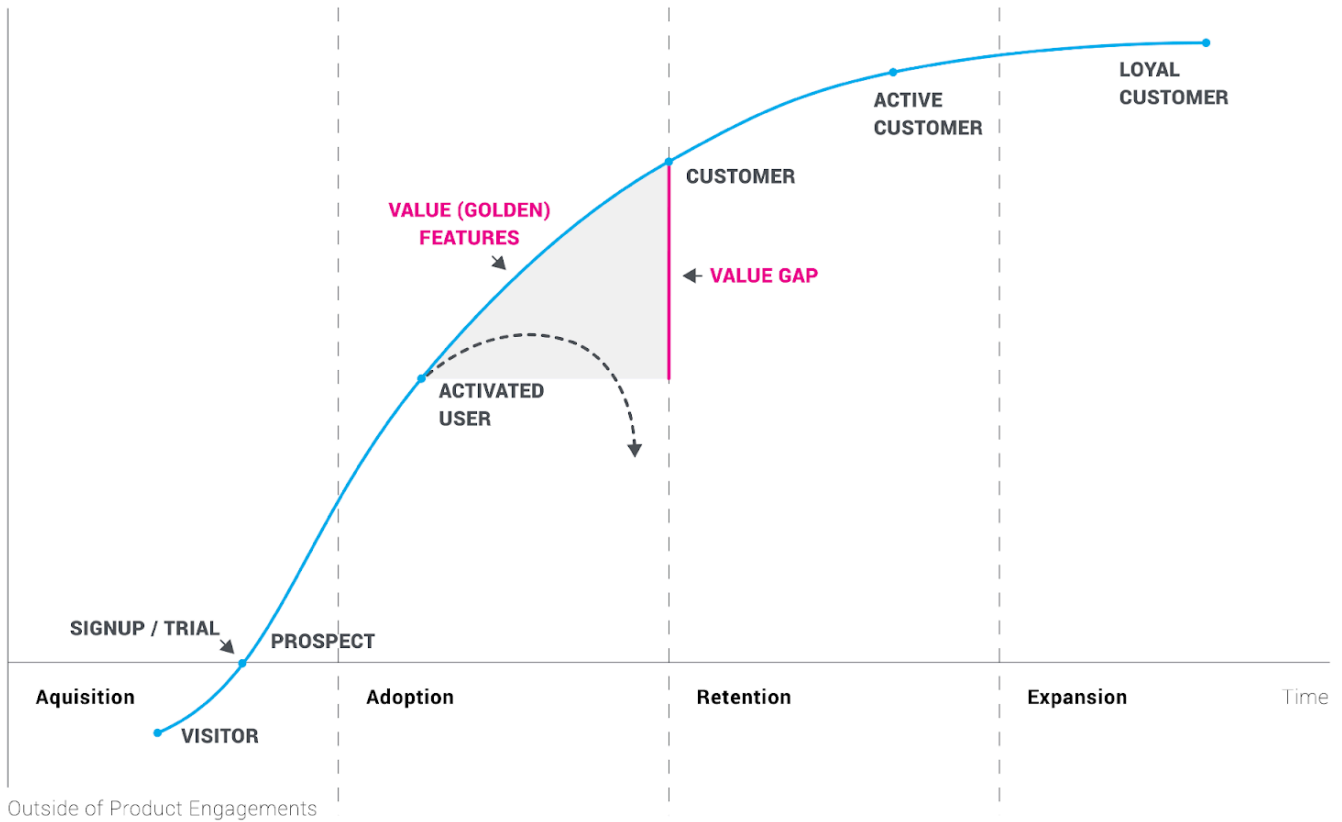 LOYAL
CUSTOMER
ACTIVE
CUSTOMER
CUSTOMER
VALUE (GOLDEN)
FEATURES
VALUE GAP
ACTIVATED
USER
SIGNUP / TRIAL
PROSPECT
Aquisition
Adoption
Retention
Expansion
Time
VISITOR
Outside of Product Engagements